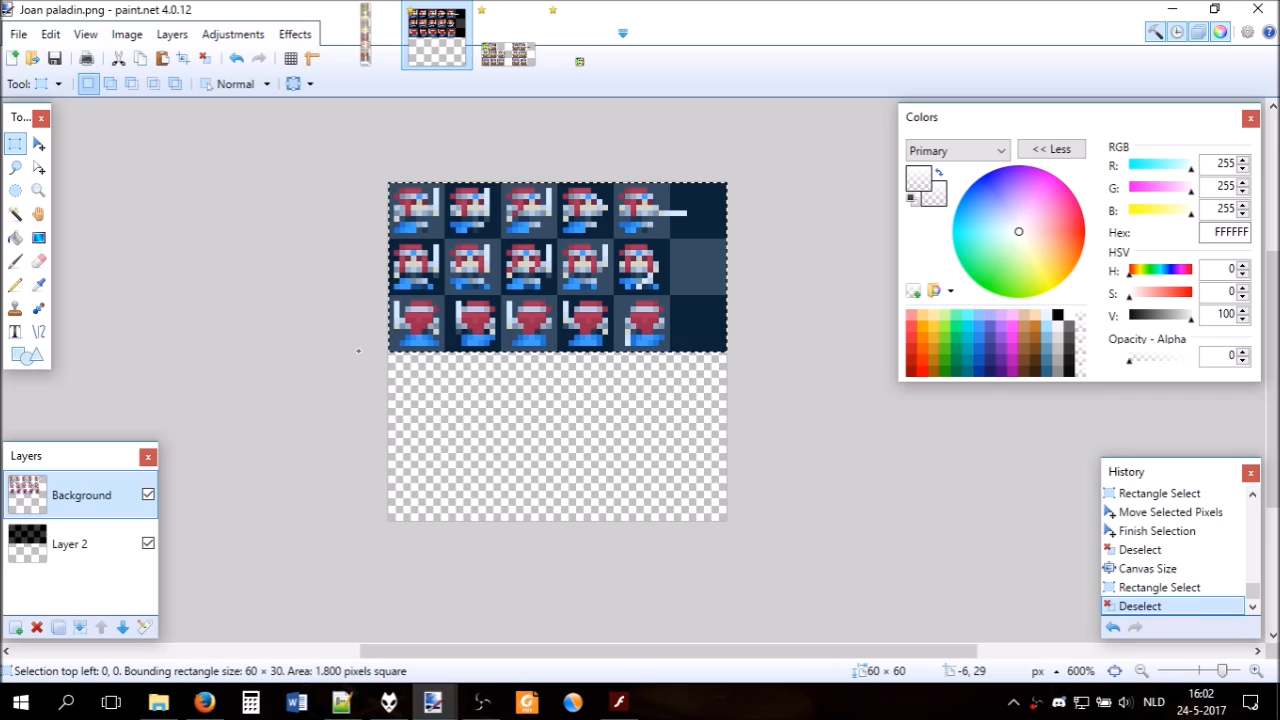 Joan paladin.png - paint.net 4.0.12
File Edit View Image Layers Adjustments Effects
Tool: Normal
To...
Colors
Primary
<< Less
RGB
R: 255
G: 255
B: 255
Hex: FFFFFF
HSV
H: 0
S: 0
V: 100
Opacity - Alpha
0
Layers
Background
Layer 2
History
Rectangle Select
Move Selected Pixels
Finish Selection
Deselect
Canvas Size
Rectangle Select
Deselect
Selection top left: 0, 0. Bounding rectangle size: 60 × 30. Area: 1.800 pixels square
60 × 60
-6, 29
px
600%
NLD
16:02
24-5-2017